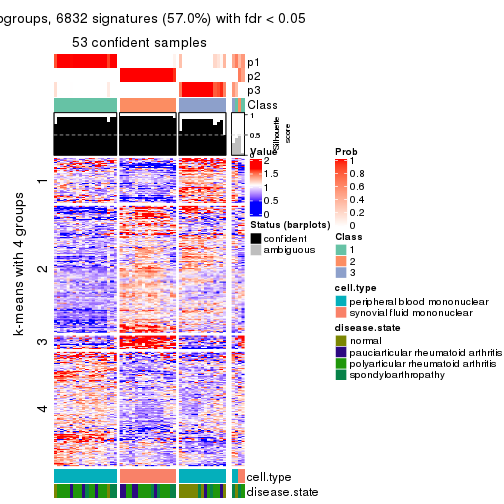 ogroups, 6832 signatures (57.0%) with fdr < 0.05
53 confident samples
p1
p2
p3
Class
1
0.5
0
Silhouette
score
k-means with 4 groups
1
2
3
4
cell.type
disease.state
Value
2
1.5
1
0.5
0
Status (barplots)
confident
ambiguous
Prob
1
0.8
0.6
0.4
0.2
0
Class
1
2
3
cell.type
peripheral blood mononuclear
synovial fluid mononuclear
disease.state
normal
pauciarticular rheumatoid arthritis
polyarticular rheumatoid arthritis
spondyloarthropathy